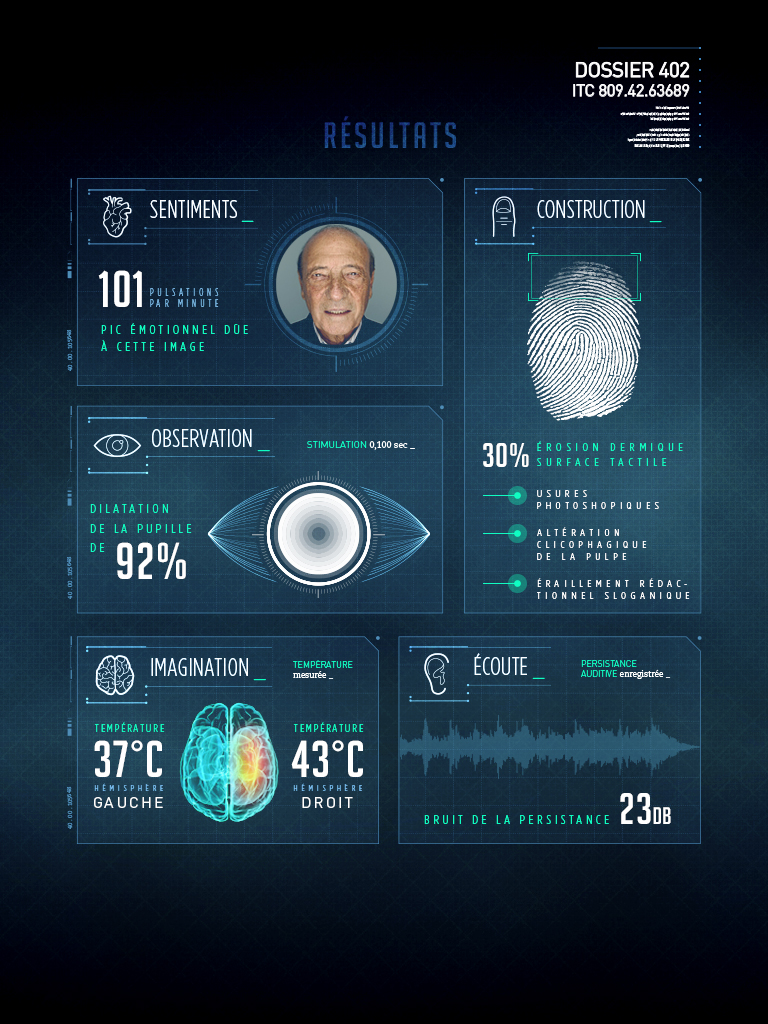 DOSSIER 402
ITC 809.42.63689
RÉSULTATS
SENTIMENTS _
101 PULSATIONS
PAR MINUTE
PIC ÉMOTIONNEL DÛE
À CETTE IMAGE
CONSTRUCTION _
30% ÉROSION DERMIQUE
SURFACE TACTILE
USURES
PHOTOSHOPIQUES
ALTÉRATION
CLICOPHAGIQUE
DE LA PULPE
ÉRAILLEMENT RÉDAC-
TIONNEL SLOGANIQUE
OBSERVATION _
STIMULATION 0,100 sec _
DILATATION
DE LA PUPILLE
DE 92%
IMAGINATION _
TEMPÉRATURE
mesurée _
TEMPÉRATURE
37°C
HÉMISPHÈRE
GAUCHE
TEMPÉRATURE
43°C
HÉMISPHÈRE
DROIT
ÉCOUTE _
PERSISTANCE
AUDITIVE enregistrée _
BRUIT DE LA PERSISTANCE 23DB